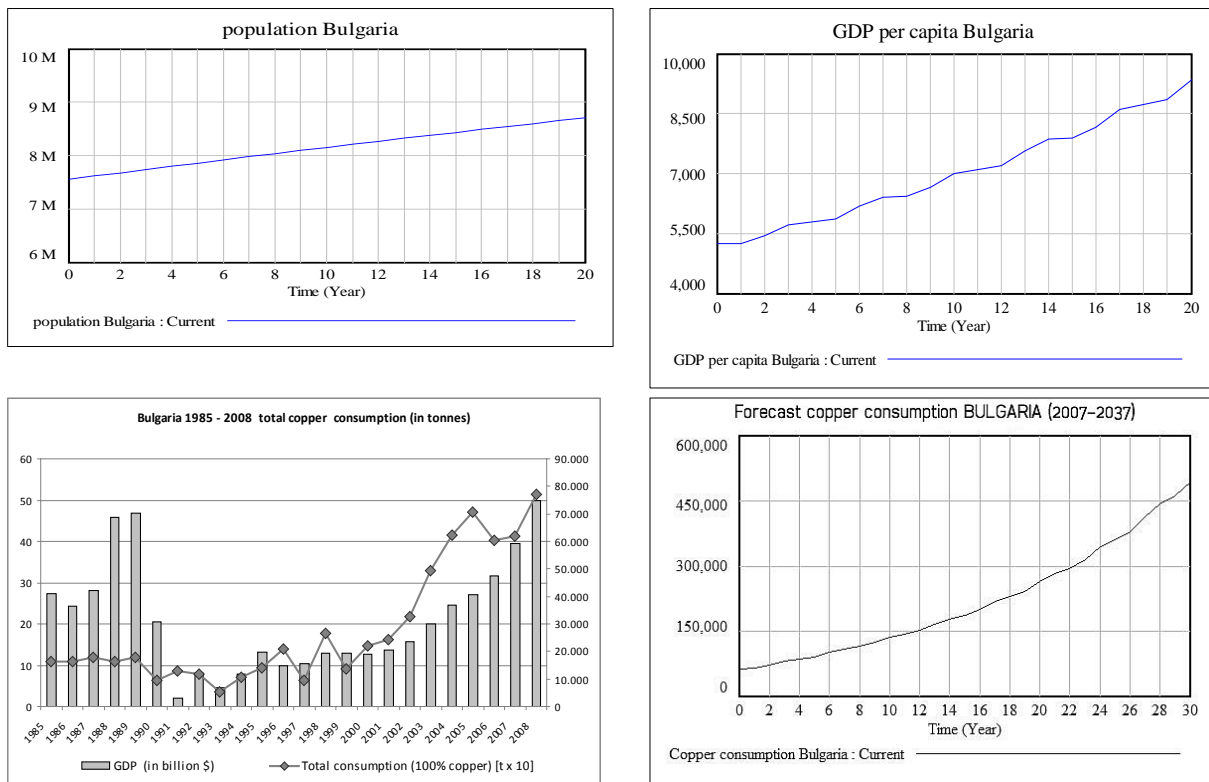 population Bulgaria
10 M
9 M
8 M
7 M
6 M
0 2 4 6 8 10 12 14 16 18 20
Time (Year)
population Bulgaria : Current
GDP per capita Bulgaria
10,000
8,500
7,000
5,500
4,000
0 2 4 6 8 10 12 14 16 18 20
Time (Year)
GDP per capita Bulgaria : Current
Bulgaria 1985 - 2008 total copper consumption (in tonnes)
60 90.000
50 80.000
40 70.000
30 60.000
20 50.000
10 40.000
0 30.000
20.000
10.000
0
1985 1986 1987 1988 1989 1990 1991 1992 1993 1994 1995 1996 1997 1998 1999 2000 2001 2002 2003 2004 2005 2006 2007 2008
GDP (in billion $) Total consumption (100% copper) [t x 10]
Forecast copper consumption BULGARIA (2007-2037)
600,000
450,000
300,000
150,000
0
0 2 4 6 8 10 12 14 16 18 20 22 24 26 28 30
Time (Year)
Copper consumption Bulgaria : Current